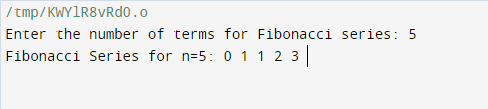 /tmp/KWYlR8vRdO.o
Enter the number of terms for Fibonacci series: 5
Fibonacci Series for n=5: 0 1 1 2 3